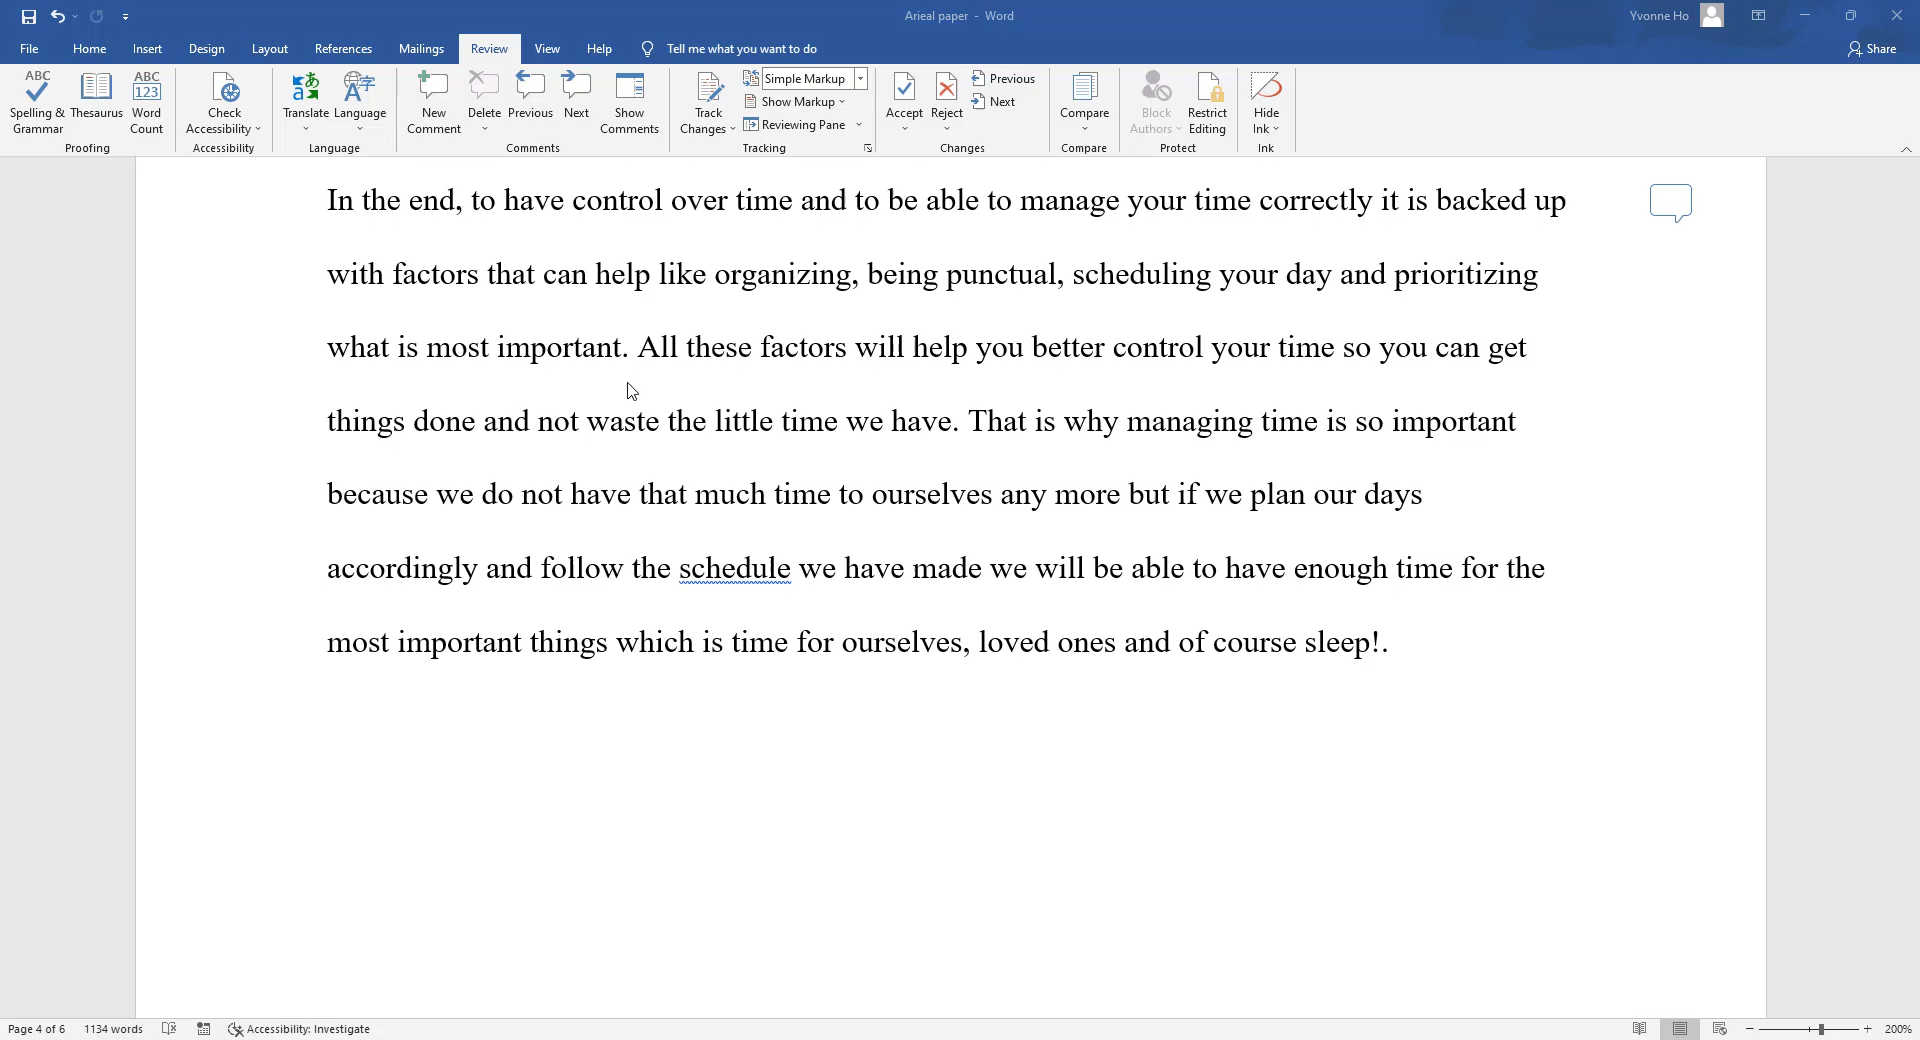 Arieal paper - Word
Yvonne Ho
File Home Insert Design Layout References Mailings Review View Help Tell me what you want to do Share
ABC
Spelling & Grammar
Thesaurus
ABC 123
Word Count
Proofing
Check Accessibility
Accessibility
Translate
Language
Language
New Comment
Delete
Previous
Next
Show Comments
Comments
Track Changes
Simple Markup
Show Markup
Reviewing Pane
Tracking
Accept
Reject
Previous
Next
Changes
Compare
Compare
Block Authors
Restrict Editing
Protect
Hide Ink
Ink
In the end, to have control over time and to be able to manage your time correctly it is backed up
with factors that can help like organizing, being punctual, scheduling your day and prioritizing
what is most important. All these factors will help you better control your time so you can get
things done and not waste the little time we have. That is why managing time is so important
because we do not have that much time to ourselves any more but if we plan our days
accordingly and follow the schedule we have made we will be able to have enough time for the
most important things which is time for ourselves, loved ones and of course sleep!.
Page 4 of 6 1134 words Accessibility: Investigate 200%